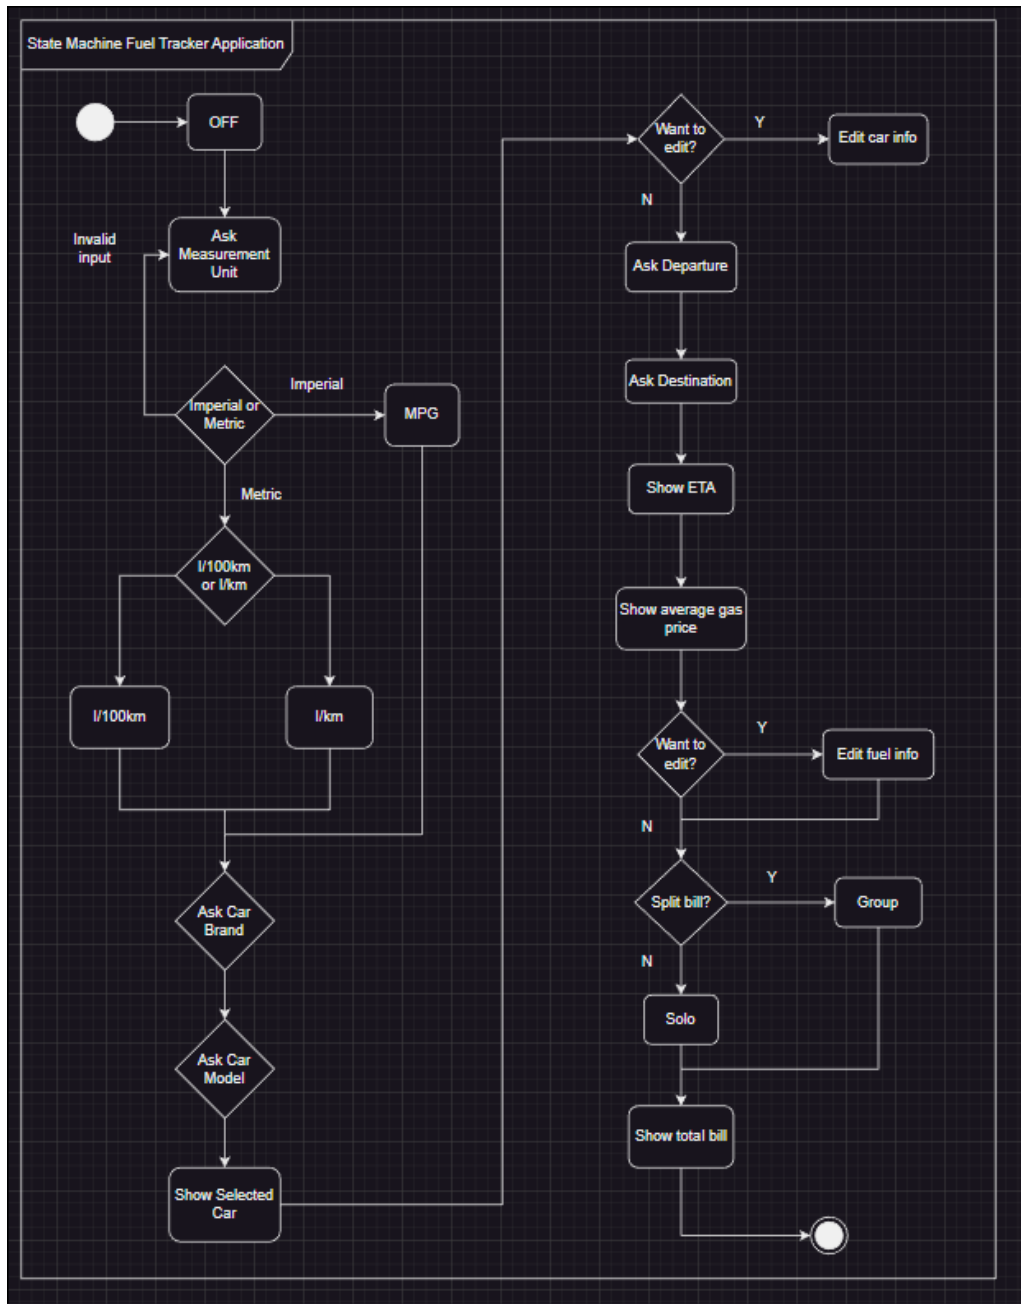 State Machine Fuel Tracker Application
OFF
Ask
Measurement
Unit
Invalid
input
Imperial or
Metric
Imperial
MPG
Metric
l/100km
or l/km
l/100km
l/km
Ask Car
Brand
Ask Car
Model
Show Selected
Car
Want to
edit?
Y
Edit car info
N
Ask Departure
Ask Destination
Show ETA
Show average gas
price
Want to
edit?
Y
Edit fuel info
N
Split bill?
Y
Group
N
Solo
Show total bill